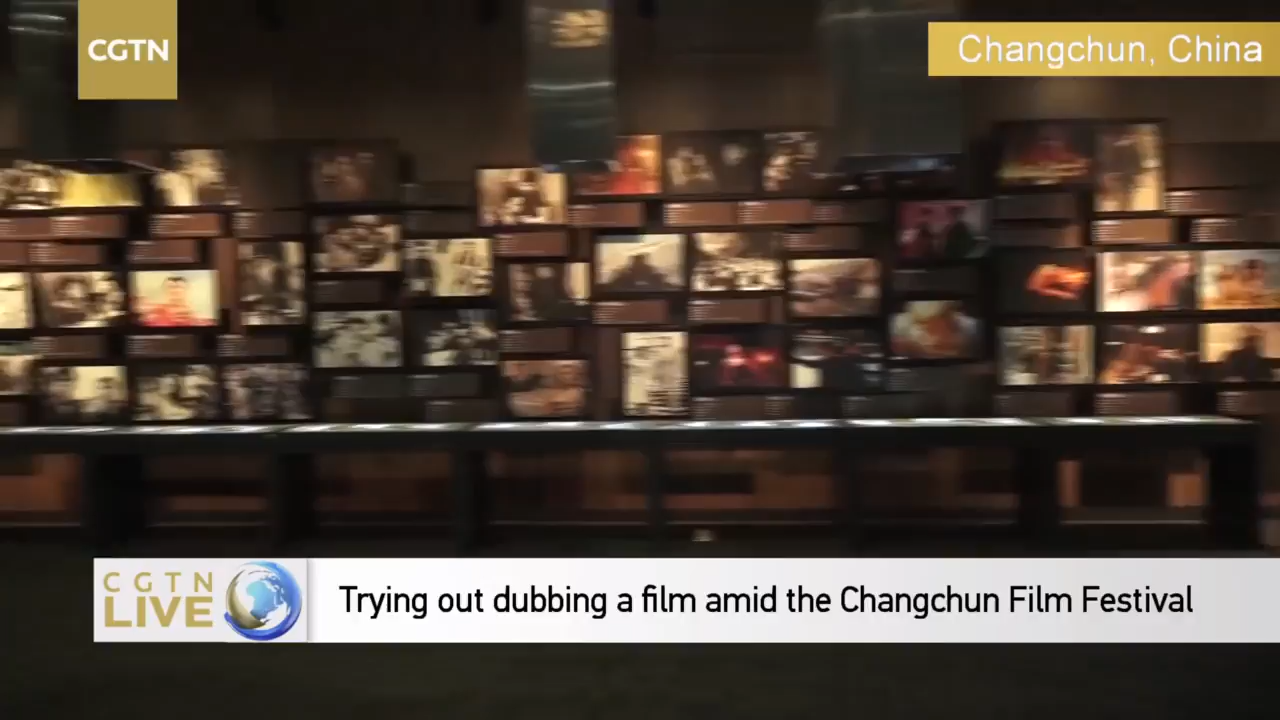 CGTN
Changchun, China
CGTN
LIVE
Trying out dubbing a film amid the Changchun Film Festival